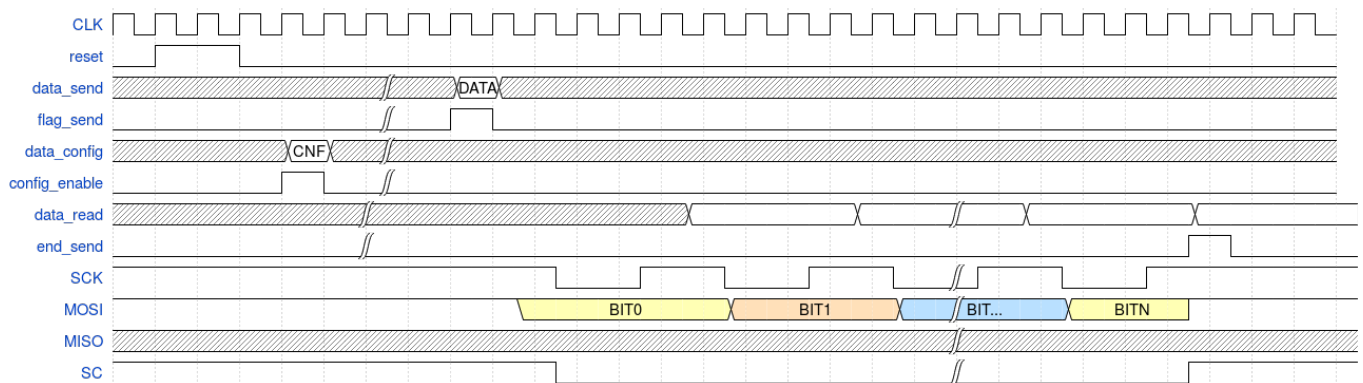 CLK
reset
data_send DATA
flag_send
data_config CNF
config_enable
data_read
end_send
SCK
MOSI BIT0 BIT1 BIT... BITN
MISO
SC